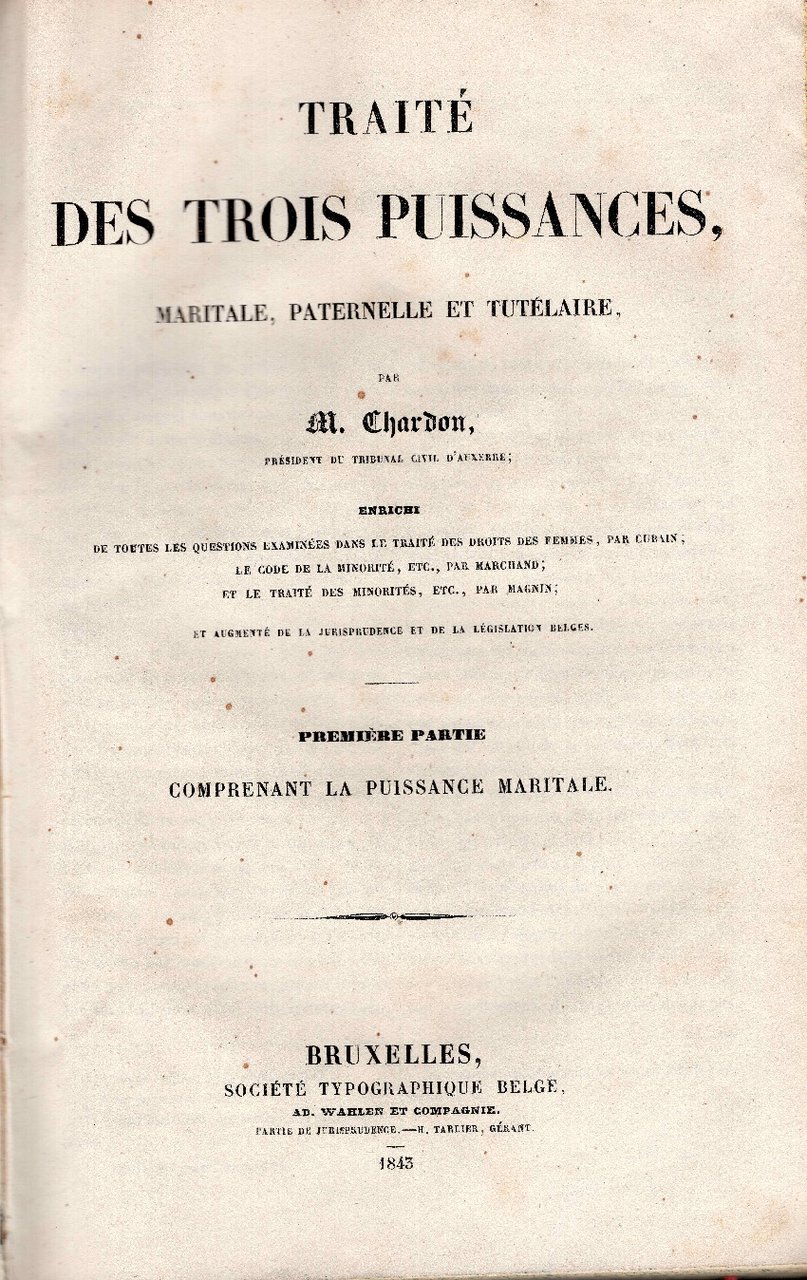 TRAITÉ
DES TROIS PUISSANCES,
MARITALE, PATERNELLE ET TUTÉLAIRE,
PAR
M. Chardon,
PRÉSIDENT DU TRIBUNAL CIVIL D'AUXERRE;
ENRICHI
DE TOUTES LES QUESTIONS EXAMINÉES DANS LE TRAITÉ DES DROITS DES FEMMES, PAR CUBAIN;
LE CODE DE LA MINORITÉ, ETC., PAR MARCHAND;
ET LE TRAITÉ DES MINORITÉS, ETC., PAR MAGNIN;
ET AUGMENTÉ DE LA JURISPRUDENCE ET DE LA LÉGISLATION BELGES.
PREMIÈRE PARTIE
COMPRENANT LA PUISSANCE MARITALE.
BRUXELLES,
SOCIÉTÉ TYPOGRAPHIQUE BELGE,
AD. WAHLEN ET COMPAGNIE.
PARTIE DE JURISPRUDENCE.—H. TARLIER, GÉRANT.
1843